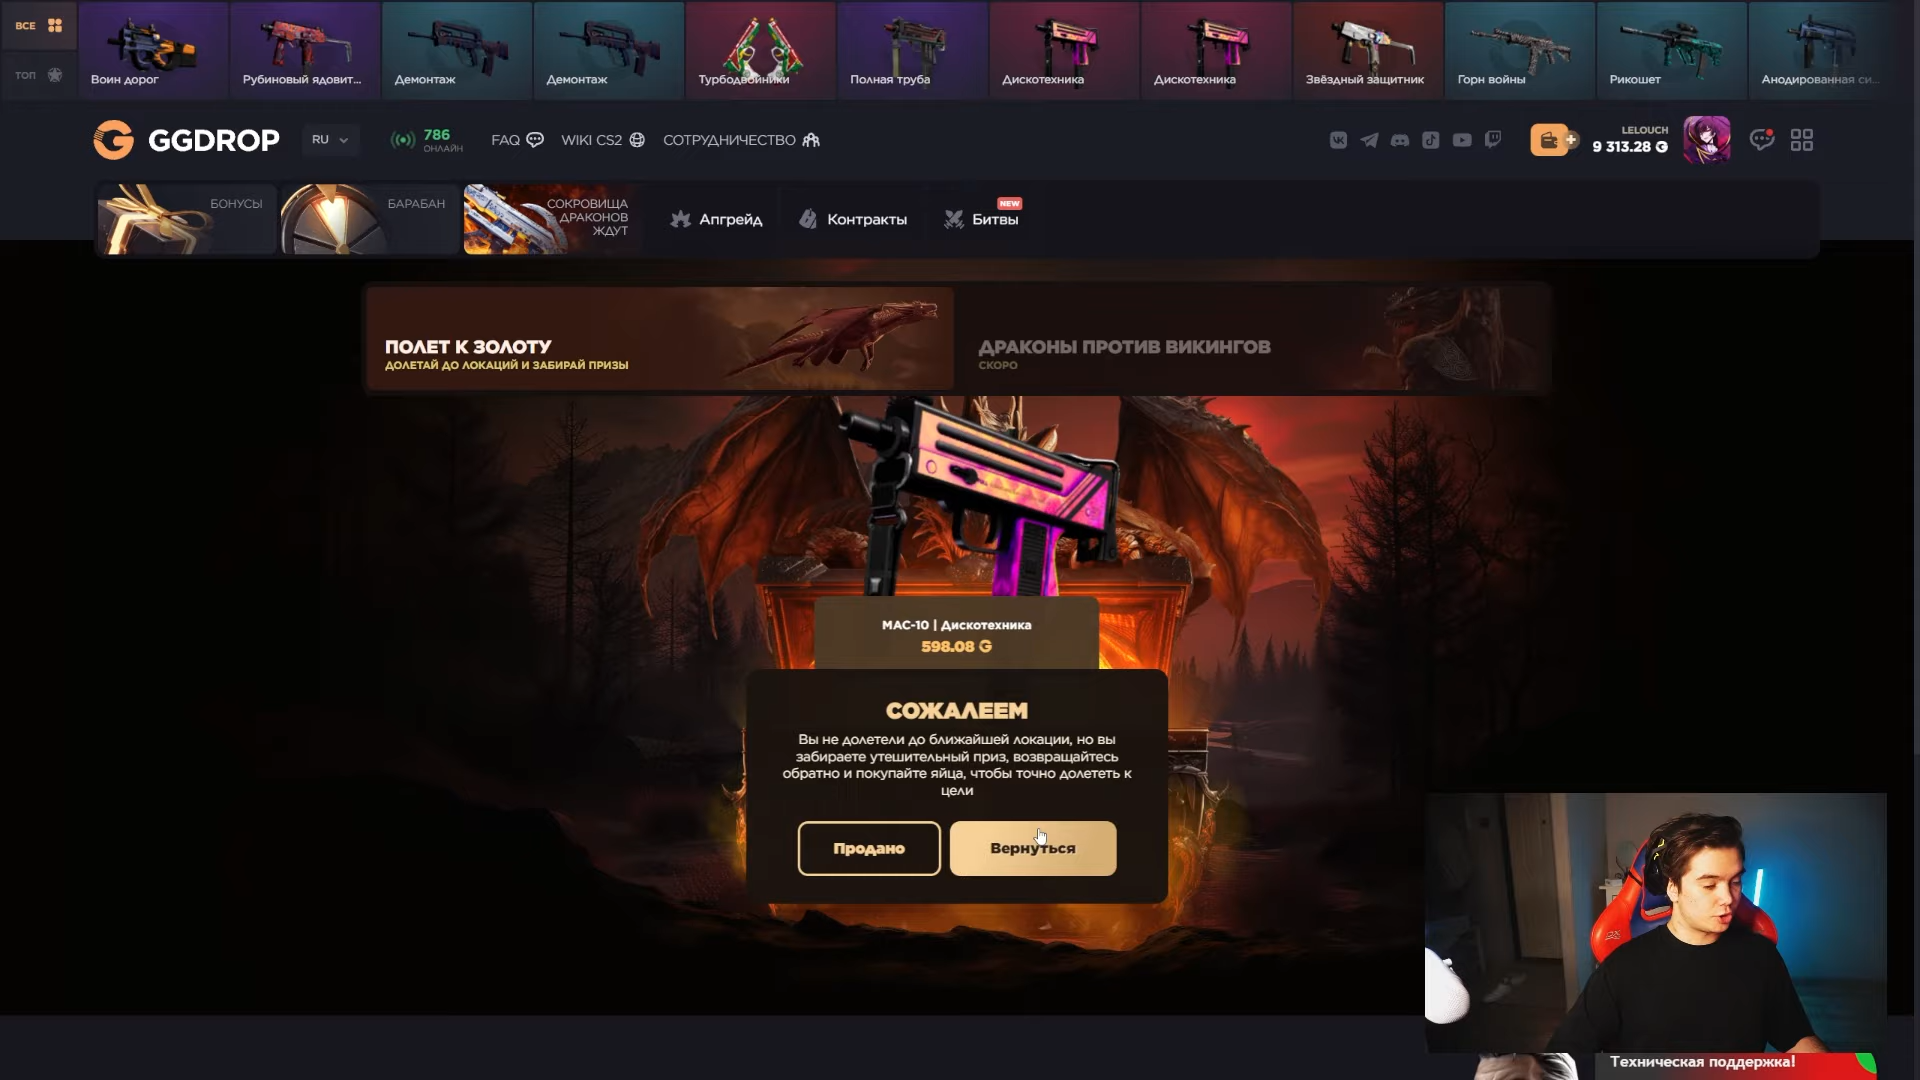 ВСЕ
ТОП
Воин дорог
Рубиновый ядовит...
Демонтаж
Демонтаж
Турбодвойники
Полная труба
Дискотехника
Дискотехника
Звёздный защитник
Горн войны
Рикошет
Анодированная си...
GGDROP
RU
786
ОНЛАЙН
FAQ
WIKI CS2
СОТРУДНИЧЕСТВО
LELOUCH
9 313.28 G
БОНУСЫ
БАРАБАН
СОКРОВИЩА
ДРАКОНОВ
ЖДУТ
Апгрейд
Контракты
NEW
Битвы
ПОЛЕТ К ЗОЛОТУ
ДОЛЕТАЙ ДО ЛОКАЦИЙ И ЗАБИРАЙ ПРИЗЫ
ДРАКОНЫ ПРОТИВ ВИКИНГОВ
СКОРО
MAC-10 | Дискотехника
598.08 G
СОЖАЛЕЕМ
Вы не долетели до ближайшей локации, но вы
забираете утешительный приз, возвращайтесь
обратно и покупайте яйца, чтобы точно долететь к
цели
Продано
Вернуться
Техническая поддержка!